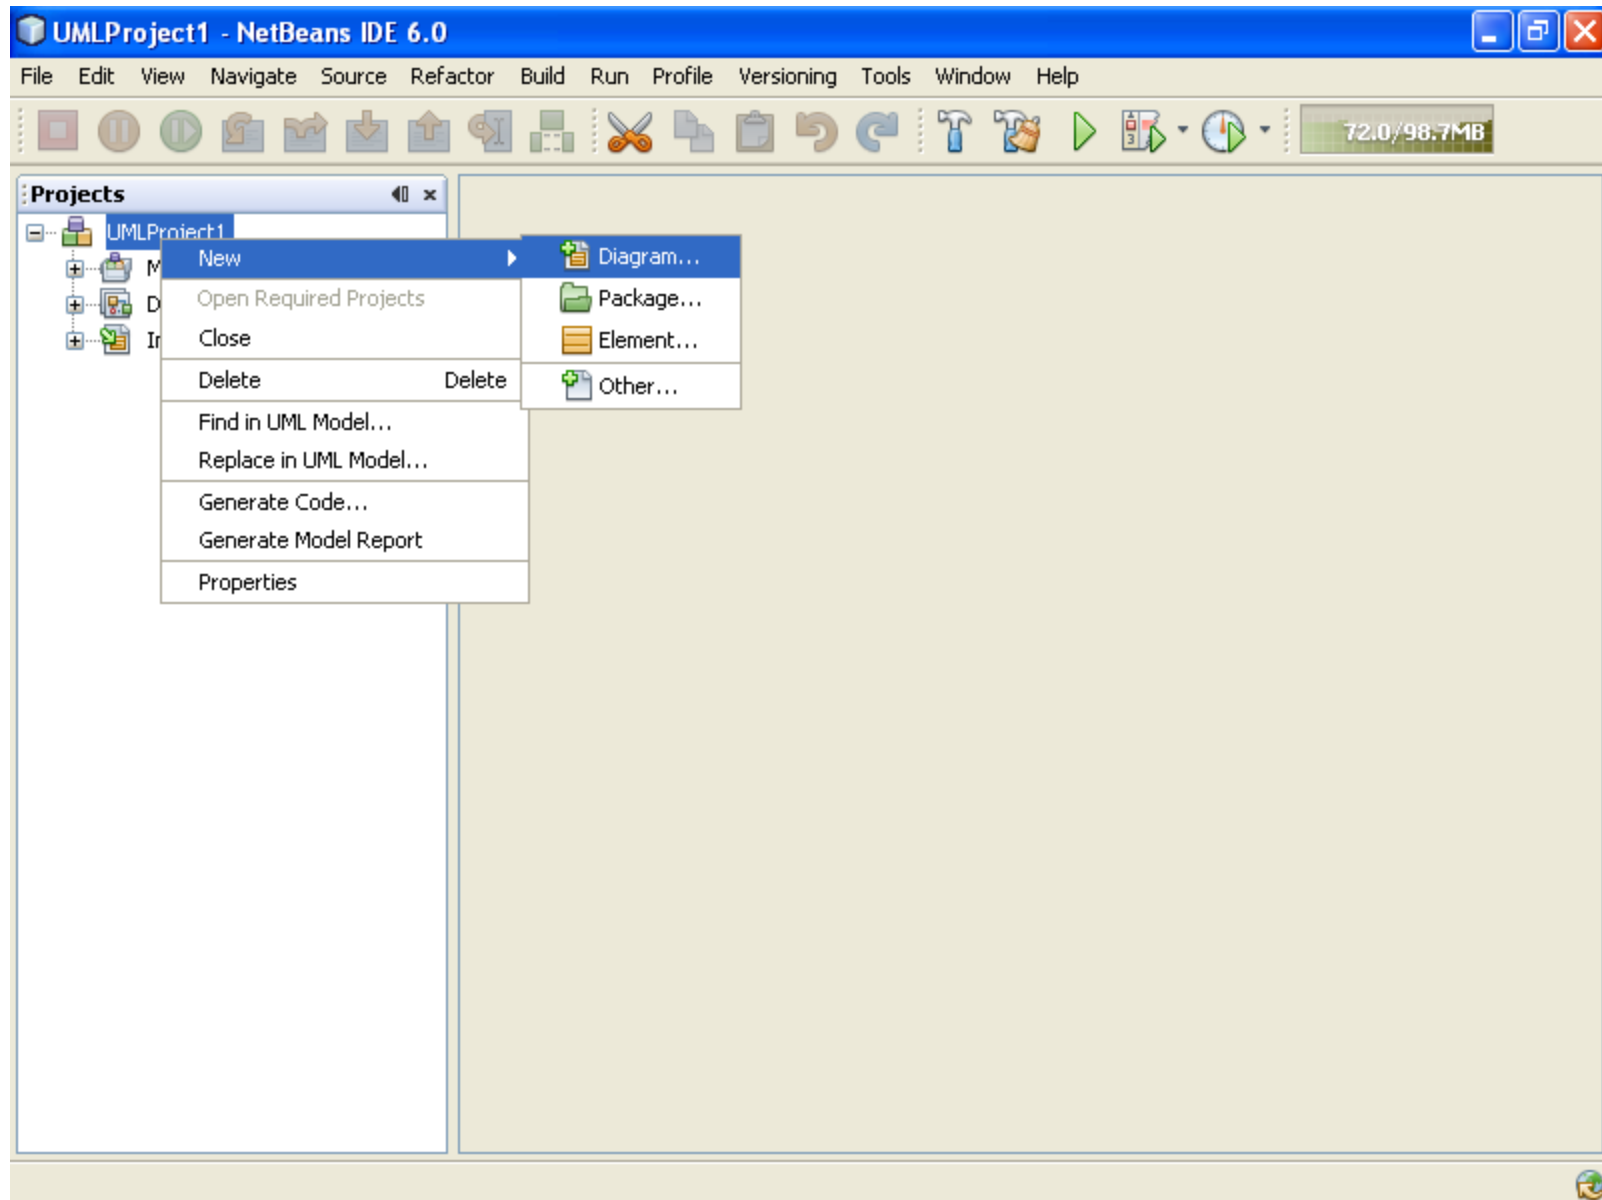 UMLProject1 - NetBeans IDE 6.0
File Edit View Navigate Source Refactor Build Run Profile Versioning Tools Window Help
72.0/98.7MB
Projects
UMLProject1
M
D
Ir
New
Open Required Projects
Close
Delete Delete
Find in UML Model...
Replace in UML Model...
Generate Code...
Generate Model Report
Properties
Diagram...
Package...
Element...
Other...